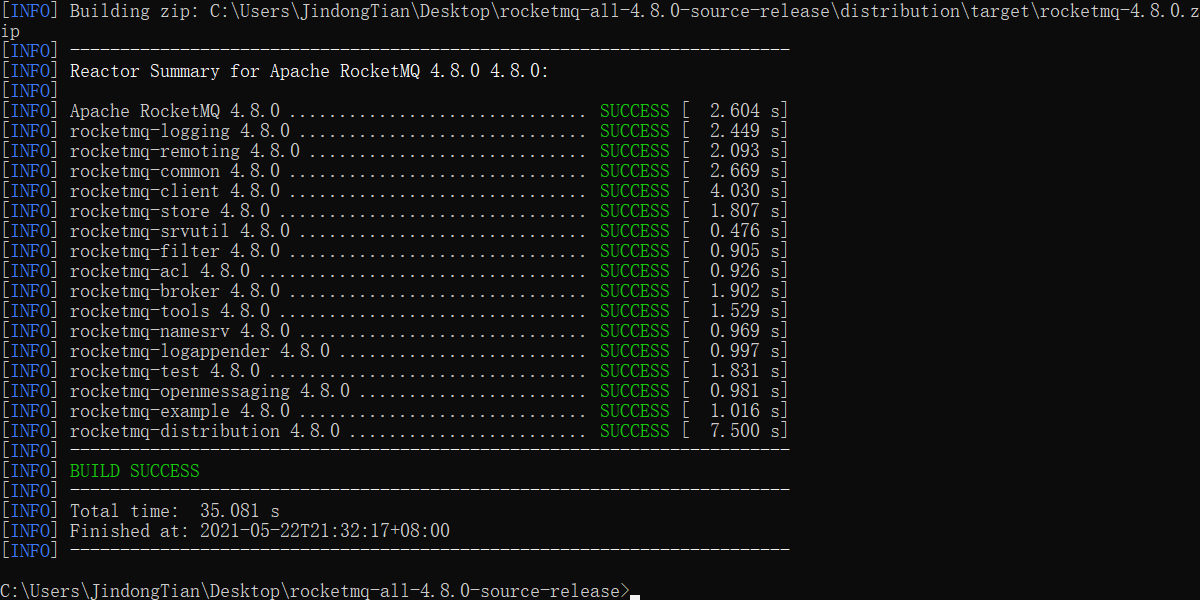 [INFO] Building zip: C:\Users\JindongTian\Desktop\rocketmq-all-4.8.0-source-release\distribution\target\rocketmq-4.8.0.z
ip
[INFO] ------------------------------------------------------------------------
[INFO] Reactor Summary for Apache RocketMQ 4.8.0 4.8.0:
[INFO]
[INFO] Apache RocketMQ 4.8.0 .............................. SUCCESS [  2.604 s]
[INFO] rocketmq-logging 4.8.0 ............................. SUCCESS [  2.449 s]
[INFO] rocketmq-remoting 4.8.0 ............................ SUCCESS [  2.093 s]
[INFO] rocketmq-common 4.8.0 .............................. SUCCESS [  2.669 s]
[INFO] rocketmq-client 4.8.0 .............................. SUCCESS [  4.030 s]
[INFO] rocketmq-store 4.8.0 ............................... SUCCESS [  1.807 s]
[INFO] rocketmq-srvutil 4.8.0 ............................. SUCCESS [  0.476 s]
[INFO] rocketmq-filter 4.8.0 .............................. SUCCESS [  0.905 s]
[INFO] rocketmq-acl 4.8.0 ................................. SUCCESS [  0.926 s]
[INFO] rocketmq-broker 4.8.0 .............................. SUCCESS [  1.902 s]
[INFO] rocketmq-tools 4.8.0 ............................... SUCCESS [  1.529 s]
[INFO] rocketmq-namesrv 4.8.0 ............................. SUCCESS [  0.969 s]
[INFO] rocketmq-logappender 4.8.0 ......................... SUCCESS [  0.997 s]
[INFO] rocketmq-test 4.8.0 ................................ SUCCESS [  1.831 s]
[INFO] rocketmq-openmessaging 4.8.0 ....................... SUCCESS [  0.981 s]
[INFO] rocketmq-example 4.8.0 ............................. SUCCESS [  1.016 s]
[INFO] rocketmq-distribution 4.8.0 ........................ SUCCESS [  7.500 s]
[INFO] ------------------------------------------------------------------------
[INFO] BUILD SUCCESS
[INFO] ------------------------------------------------------------------------
[INFO] Total time:  35.081 s
[INFO] Finished at: 2021-05-22T21:32:17+08:00
[INFO] ------------------------------------------------------------------------
C:\Users\JindongTian\Desktop\rocketmq-all-4.8.0-source-release>